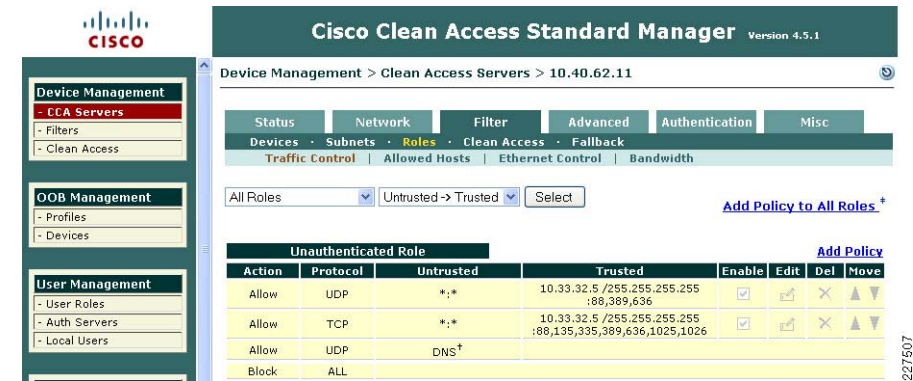 CISCO
Cisco Clean Access Standard Manager Version 4.5.1
Device Management > Clean Access Servers > 10.40.62.11
Device Management
- CCA Servers
- Filters
- Clean Access
OOB Management
- Profiles
- Devices
User Management
- User Roles
- Auth Servers
- Local Users
Status Network Filter Advanced Authentication Misc
Devices · Subnets · Roles · Clean Access · Fallback
Traffic Control | Allowed Hosts | Ethernet Control | Bandwidth
All Roles Untrusted -> Trusted Select
Add Policy to All Roles ‡
Unauthenticated Role Add Policy
Action Protocol Untrusted Trusted Enable Edit Del Move
Allow UDP *:* 10.33.32.5 /255.255.255.255
:88,389,636
Allow TCP *:* 10.33.32.5 /255.255.255.255
:88,135,335,389,636,1025,1026
Allow UDP DNS†
Block ALL
227507